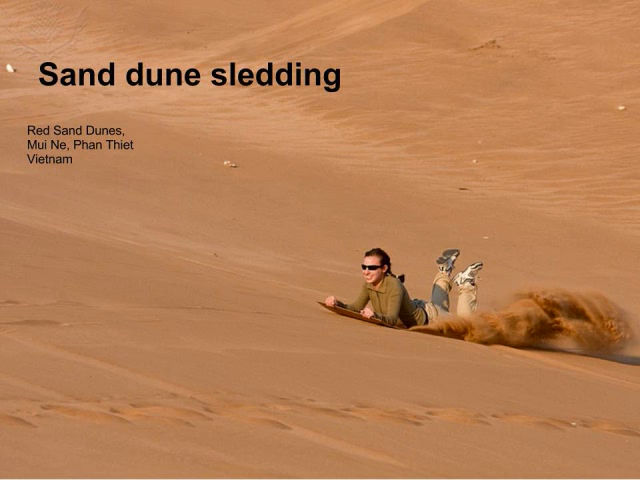 Sand dune sledding
Red Sand Dunes,
Mui Ne, Phan Thiet
Vietnam